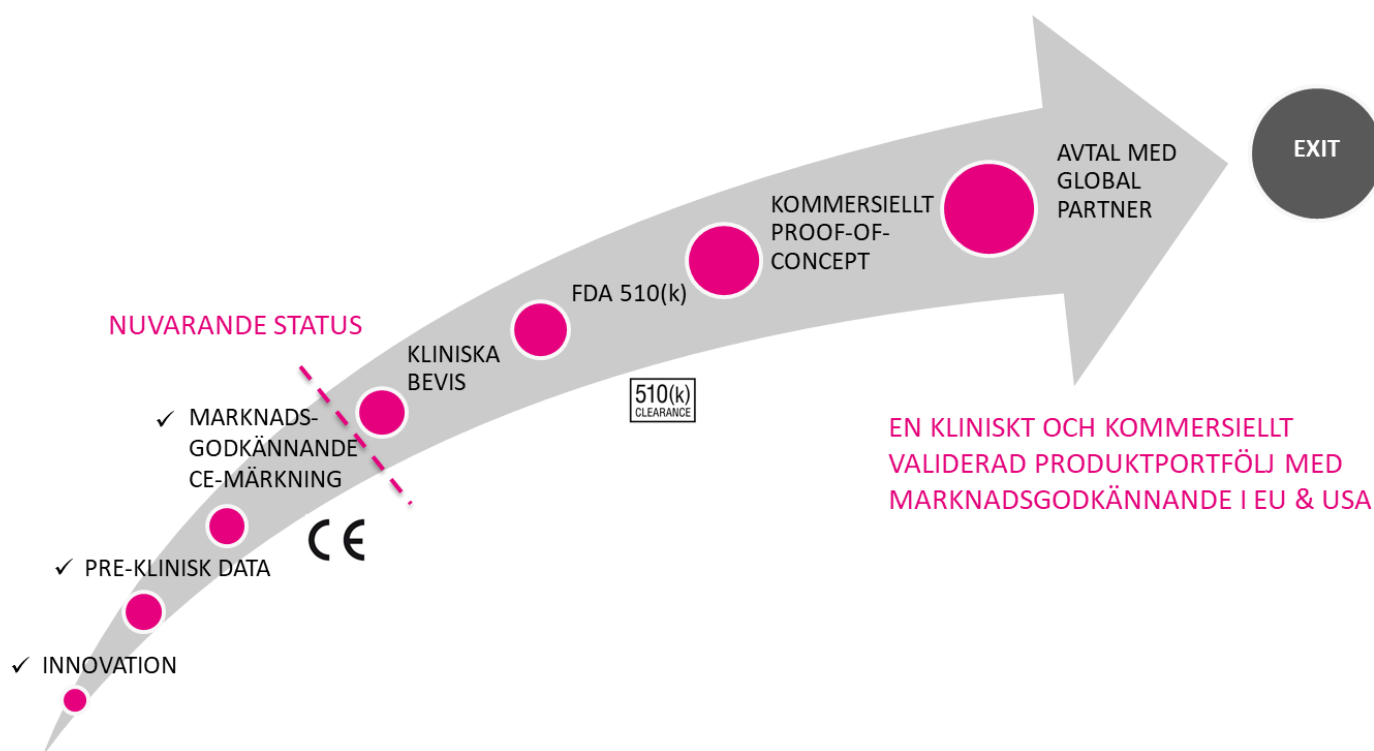 EXIT
AVTAL MED
GLOBAL
PARTNER
KOMMERSIELLT
PROOF-OF-
CONCEPT
FDA 510(k)
NUVARANDE STATUS
KLINISKA
BEVIS
510(k)
CLEARANCE
✓ MARKNADS-
GODKÄNNANDE
CE-MÄRKNING
EN KLINISKT OCH KOMMERSIELLT
VALIDERAD PRODUKTPORTFÖLJ MED
MARKNADSGODKÄNNANDE I EU & USA
CE
✓ PRE-KLINISK DATA
✓ INNOVATION